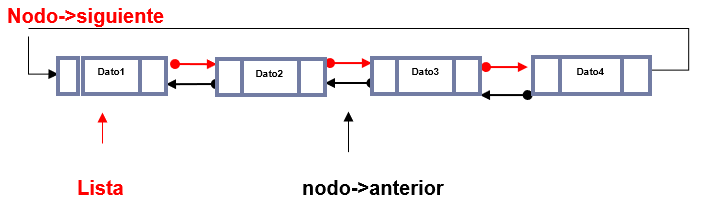 Nodo->siguiente
Dato1
Dato2
Dato3
Dato4
Lista
nodo->anterior